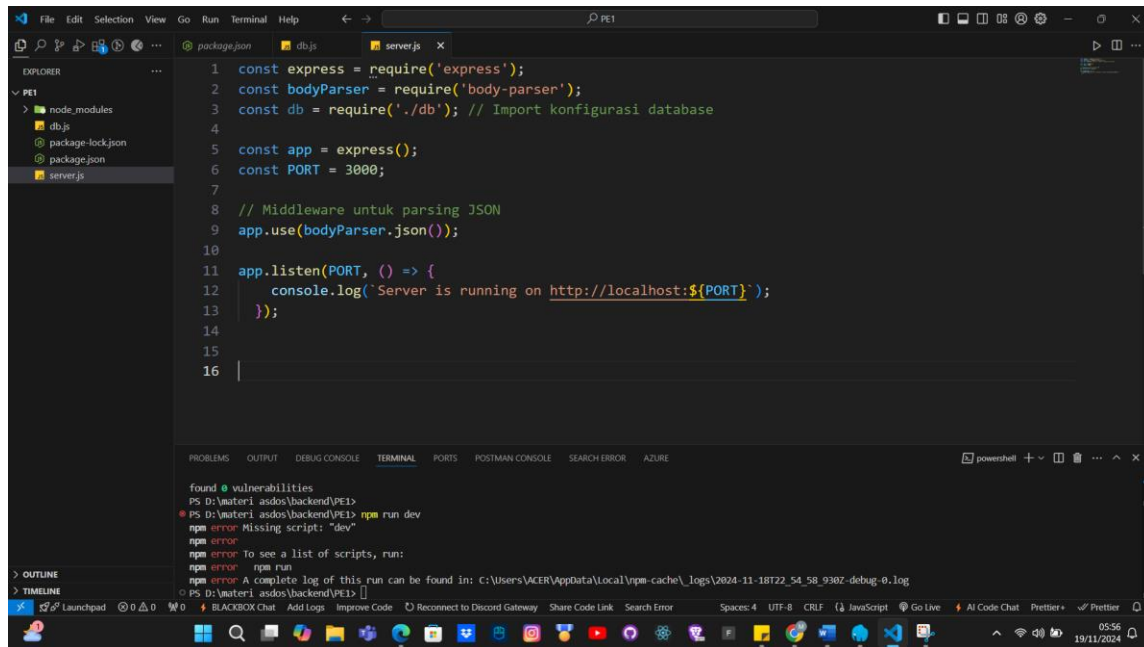 File Edit Selection View Go Run Terminal Help
PE1
package.json
db.js
server.js
EXPLORER
PE1
node_modules
db.js
package-lock.json
package.json
server.js
1 const express = require('express');
2 const bodyParser = require('body-parser');
3 const db = require('./db'); // Import konfigurasi database
4
5 const app = express();
6 const PORT = 3000;
7
8 // Middleware untuk parsing JSON
9 app.use(bodyParser.json());
10
11 app.listen(PORT, () => {
12 console.log(`Server is running on http://localhost:${PORT}`);
13 });
14
15
16
PROBLEMS OUTPUT DEBUG CONSOLE TERMINAL PORTS POSTMAN CONSOLE SEARCH ERROR AZURE
powershell
found 0 vulnerabilities
PS D:\materi asdos\backend\PE1>
PS D:\materi asdos\backend\PE1> npm run dev
npm error Missing script: "dev"
npm error
npm error To see a list of scripts, run:
npm error npm run
npm error A complete log of this run can be found in: C:\Users\ACER\AppData\Local\npm-cache\_logs\2024-11-18T22_54_58_930Z-debug-0.log
PS D:\materi asdos\backend\PE1>
OUTLINE
TIMELINE
Launchpad 0 0 0 BLACKBOX Chat Add Logs Improve Code Reconnect to Discord Gateway Share Code Link Search Error Spaces: 4 UTF-8 CRLF JavaScript Go Live AI Code Chat Prettier+ Prettier
05:56
19/11/2024